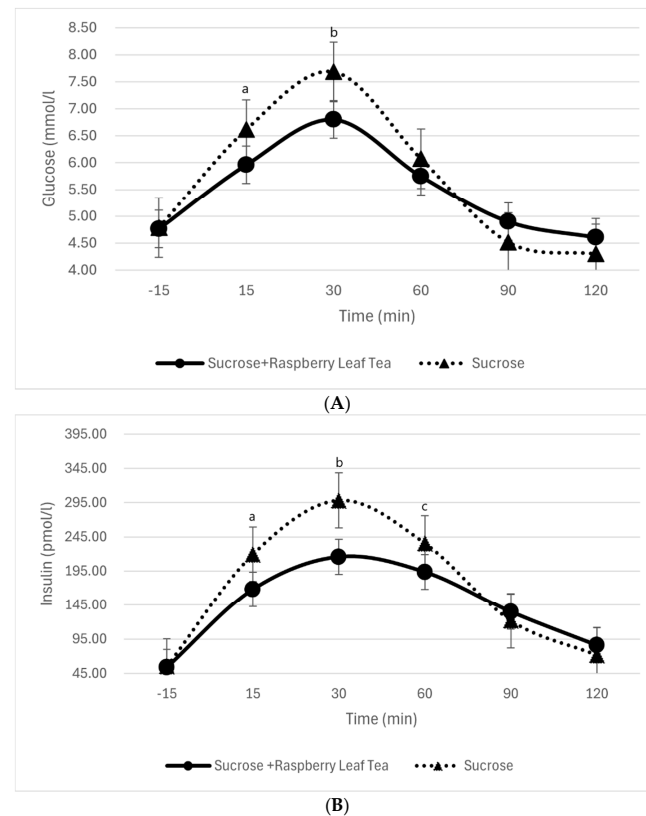 8.50
8.00
7.50
7.00
6.50
6.00
5.50
5.00
4.50
4.00
Glucose (mmol/l)
a
b
-15 15 30 60 90 120
Time (min)
Sucrose+Raspberry Leaf Tea Sucrose
(A)
395.00
345.00
295.00
245.00
195.00
145.00
95.00
45.00
Insulin (pmol/l)
a
b
c
-15 15 30 60 90 120
Time (min)
Sucrose +Raspberry Leaf Tea Sucrose
(B)